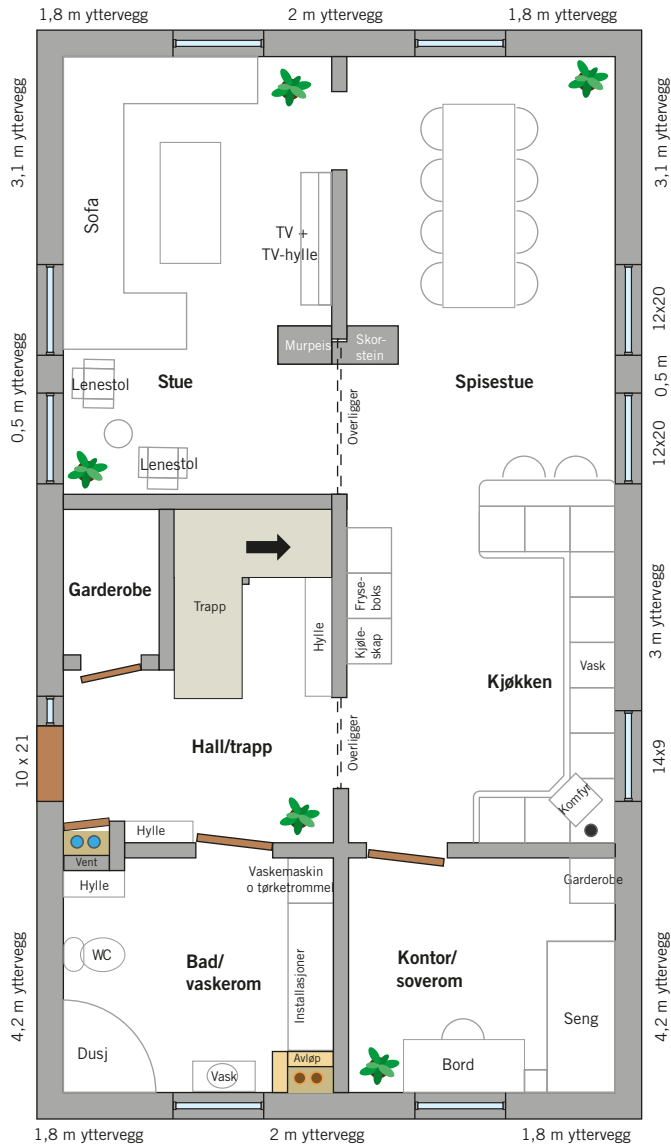 1,8 m yttervegg
2 m yttervegg
1,8 m yttervegg
3,1 m yttervegg
3,1 m yttervegg
Sofa
TV +
TV-hylle
12x20
Murpeis
Skor-
stein
0,5 m yttervegg
0,5 m
Lenestol
Stue
Spisestue
Overligger
12x20
Lenestol
Garderobe
Trapp
Fryse-
boks
Kjøle-
skap
Hylle
3 m yttervegg
Vask
Kjøkken
Hall/trapp
Overligger
10 x 21
14x9
Komfyr
Hylle
Vent
Hylle
Vaskemaskin
o tørketrommel
Garderobe
WC
Bad/
vaskerom
Installasjoner
Kontor/
soverom
4,2 m yttervegg
4,2 m yttervegg
Seng
Dusj
Avløp
Vask
Bord
1,8 m yttervegg
2 m yttervegg
1,8 m yttervegg